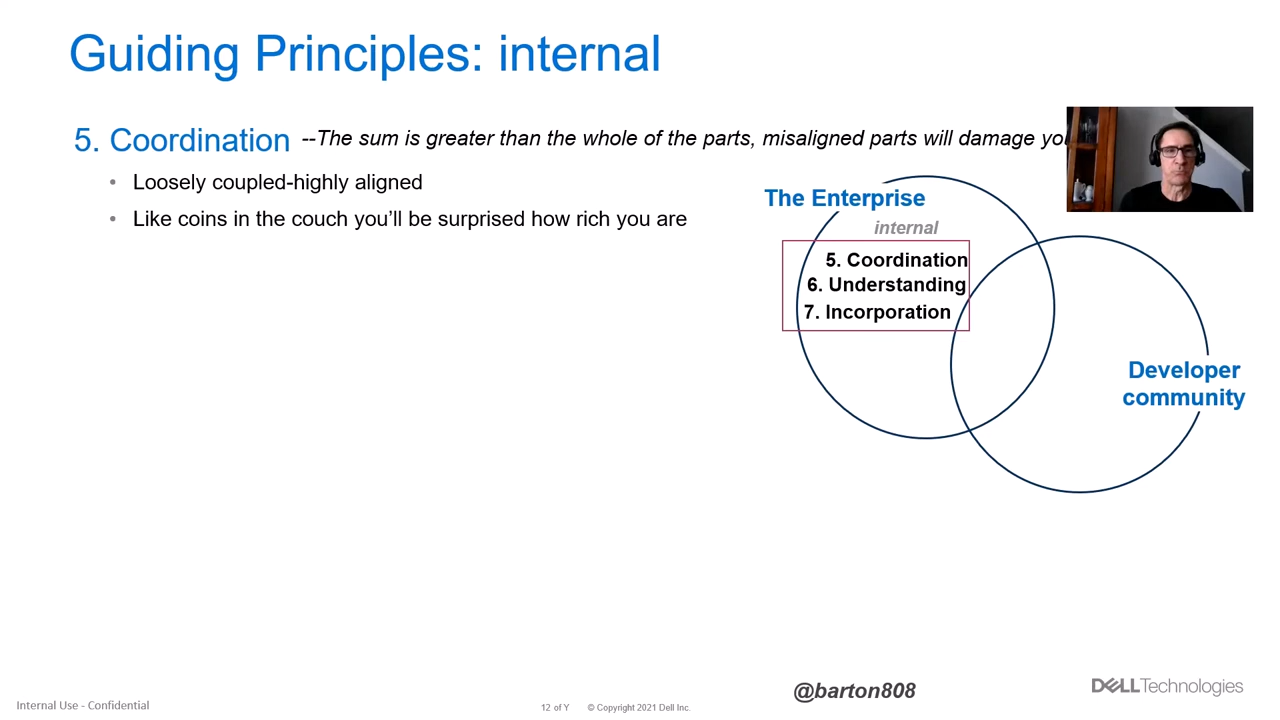 Guiding Principles: internal
5. Coordination --The sum is greater than the whole of the parts, misaligned parts will damage
• Loosely coupled-highly aligned
• Like coins in the couch you’ll be surprised how rich you are
The Enterprise
internal
5. Coordination
6. Understanding
7. Incorporation
Developer
community
@barton808
DELLTechnologies
Internal Use - Confidential
12 of Y
© Copyright 2021 Dell Inc.